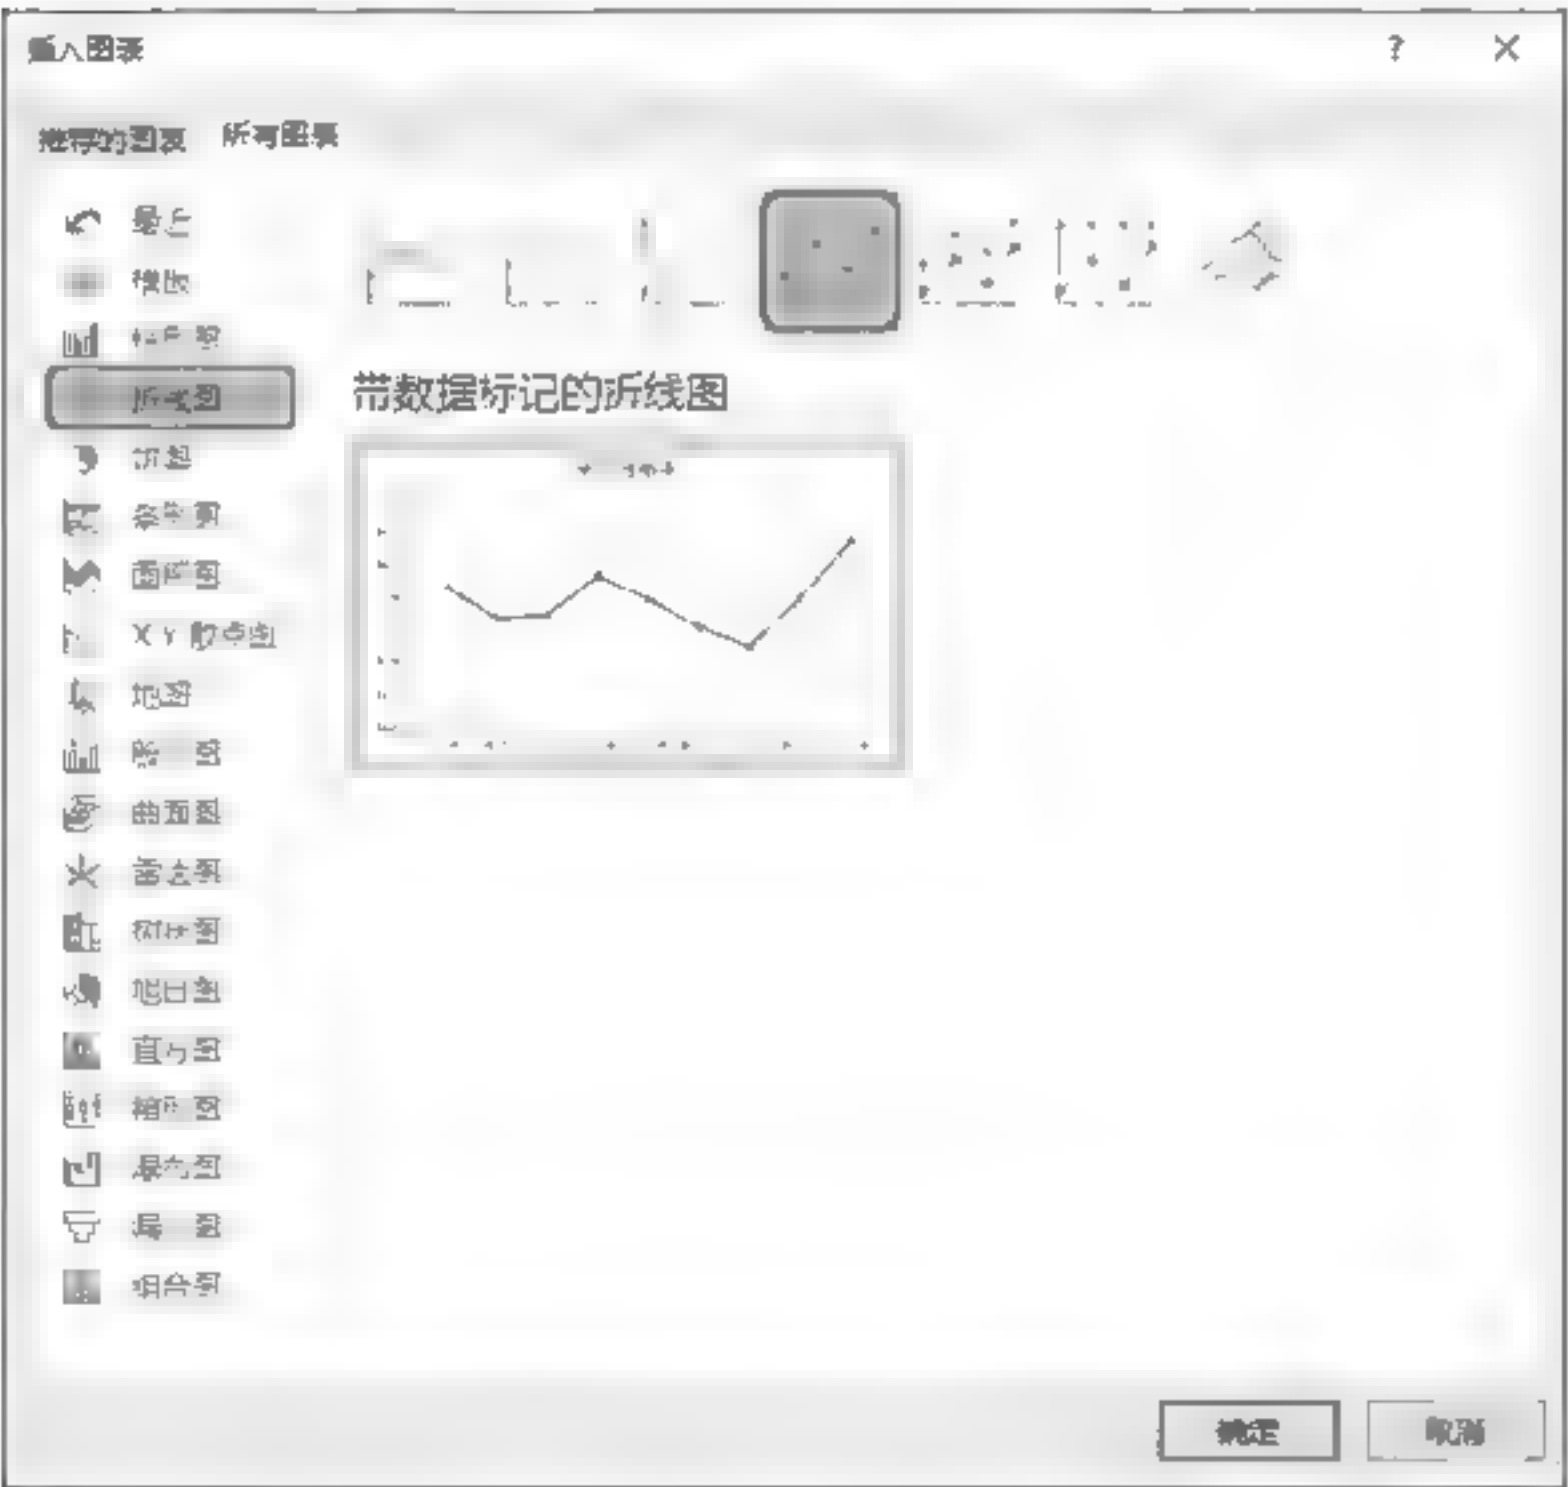 插入图表
?
推荐的图表 所有图表
最近
模板
柱形图
折线图
饼图
条形图
面积图
X Y 散点图
地图
股 图
曲面图
雷达图
树状图
旭日图
直方图
箱形图
瀑布图
漏 图
组合图
带数据标记的折线图
确定
取消